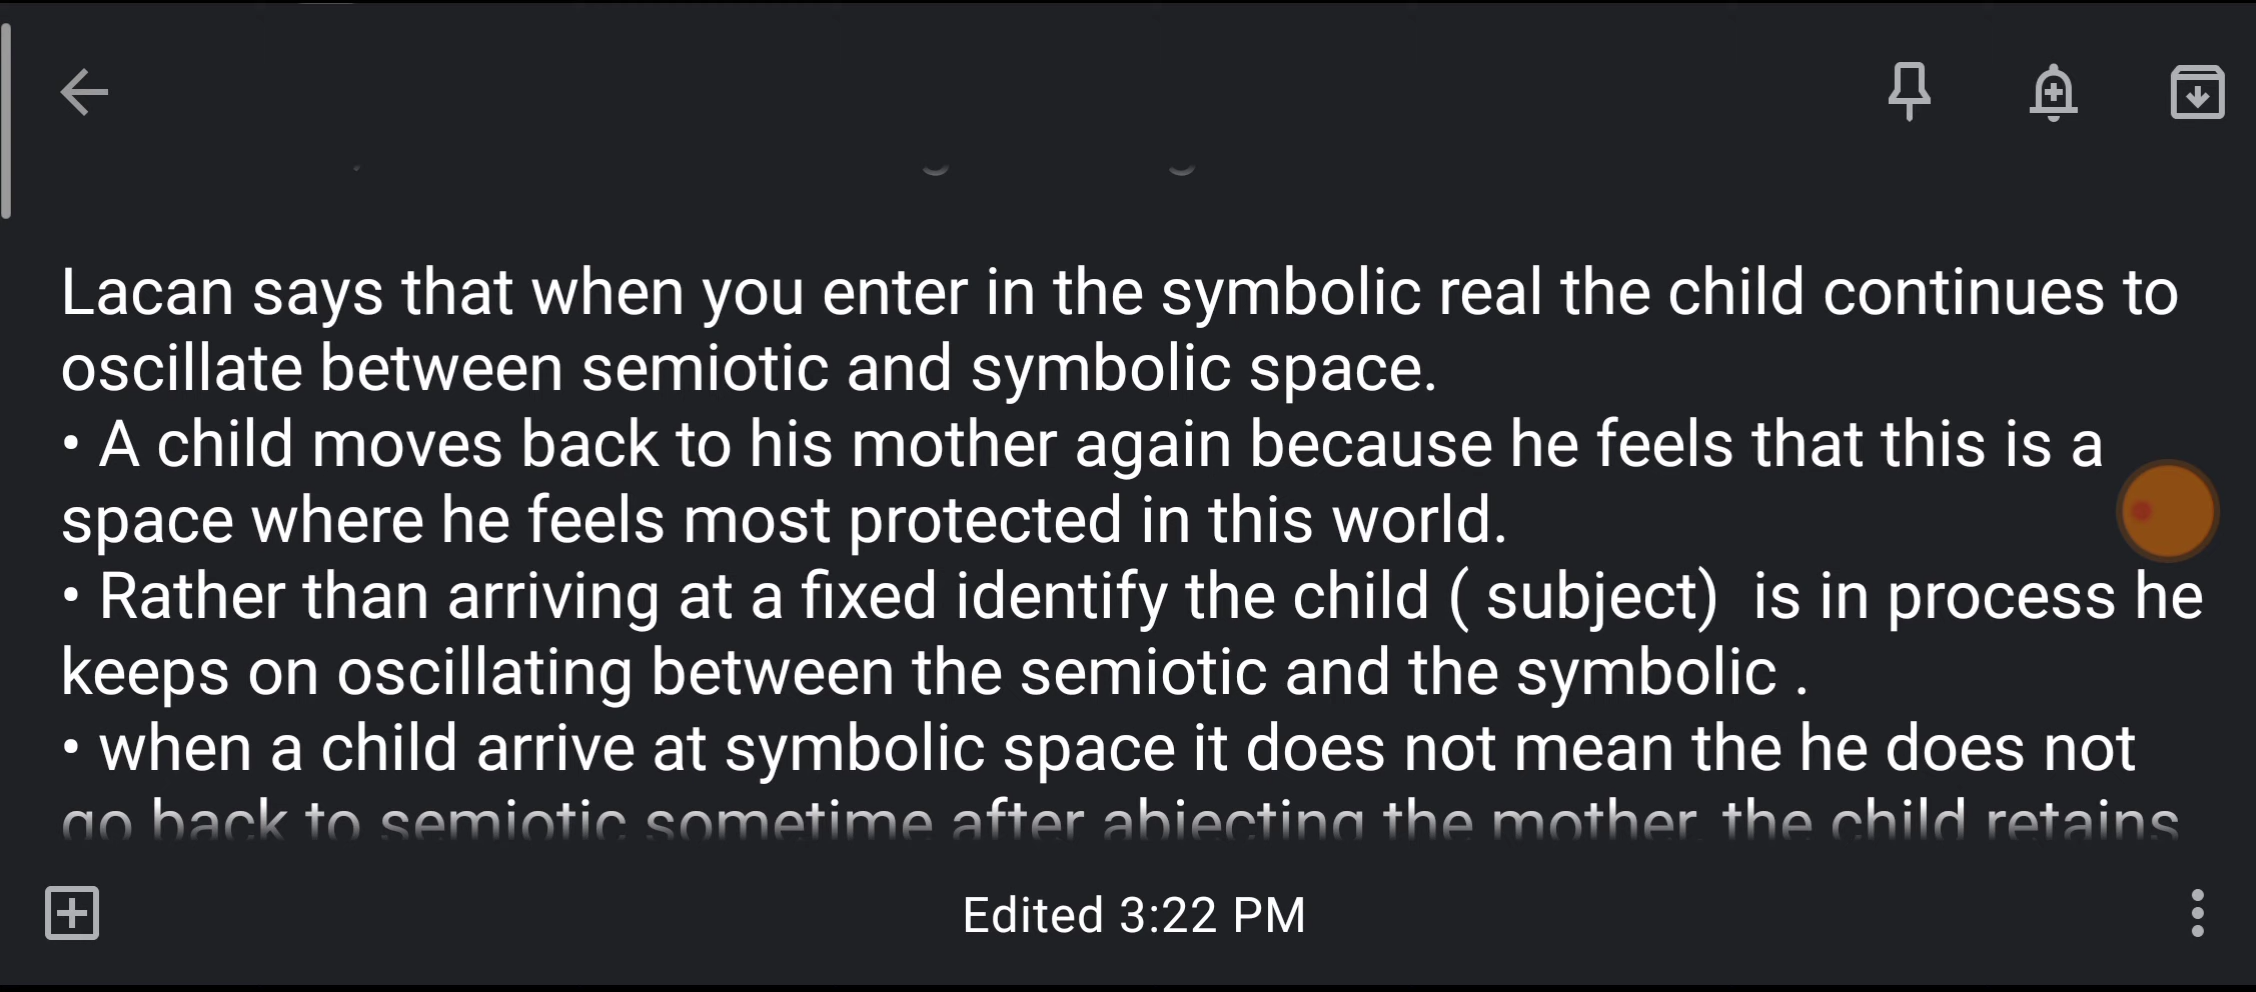 Lacan says that when you enter in the symbolic real the child continues to
oscillate between semiotic and symbolic space.
• A child moves back to his mother again because he feels that this is a
space where he feels most protected in this world.
• Rather than arriving at a fixed identify the child ( subject)  is in process he
keeps on oscillating between the semiotic and the symbolic .
• when a child arrive at symbolic space it does not mean the he does not
go back to semiotic sometime after abjecting the mother, the child retains
Edited 3:22 PM